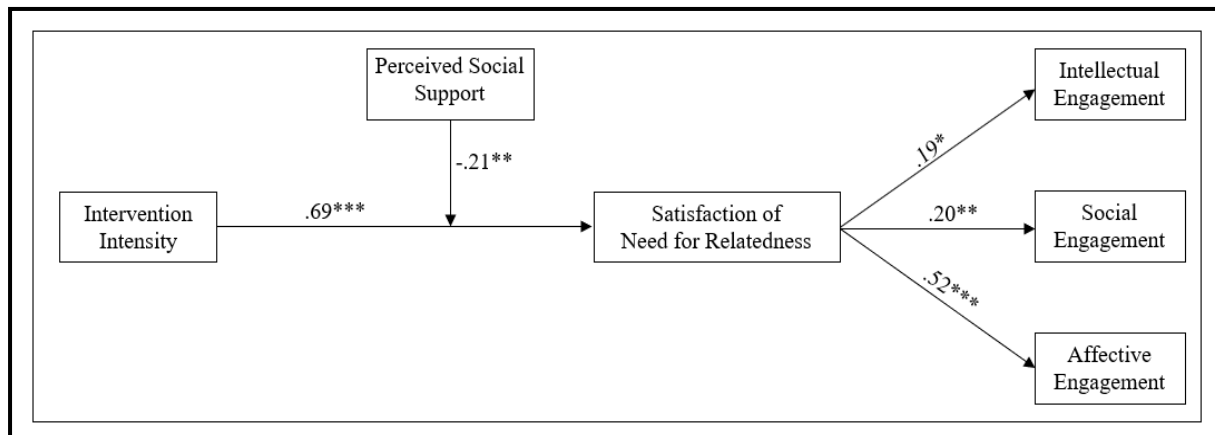 Perceived Social
Support
Intellectual
Engagement
-.21**
.19*
Intervention
Intensity
.69***
Satisfaction of
Need for Relatedness
.20**
Social
Engagement
.52***
Affective
Engagement